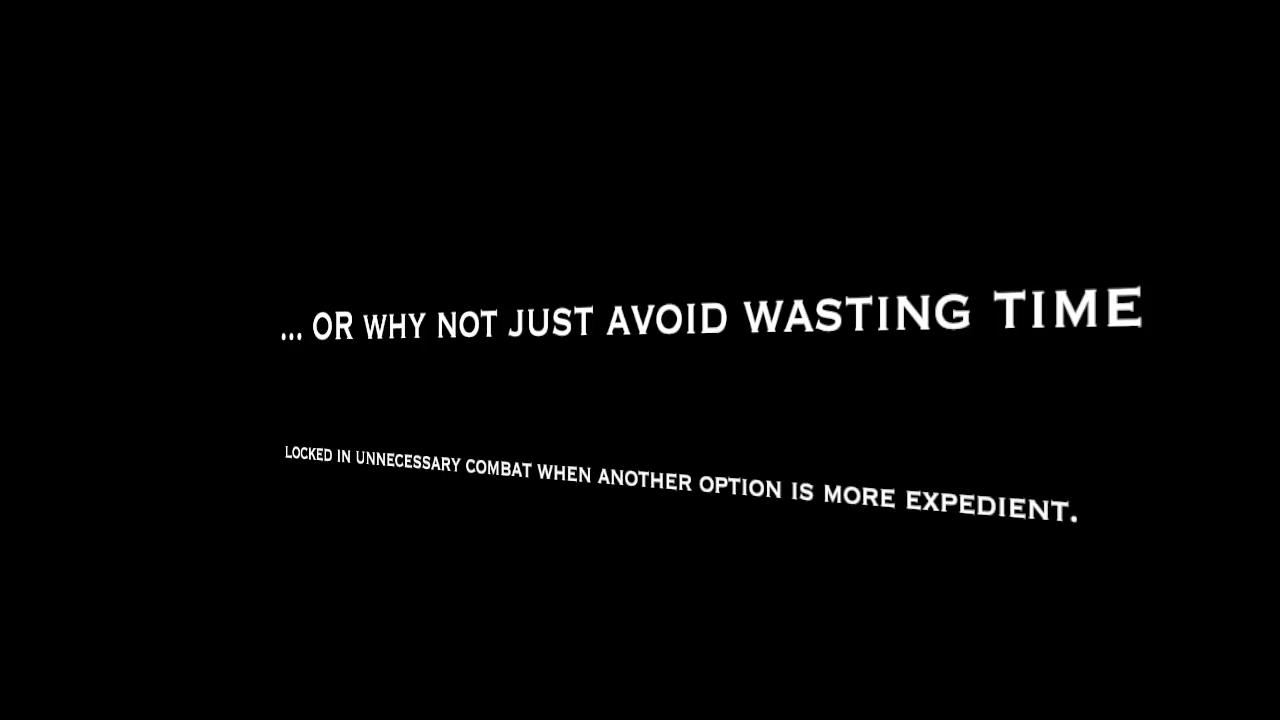 ... OR WHY NOT JUST AVOID WASTING TIME
LOCKED IN UNNECESSARY COMBAT WHEN ANOTHER OPTION IS MORE EXPEDIENT.